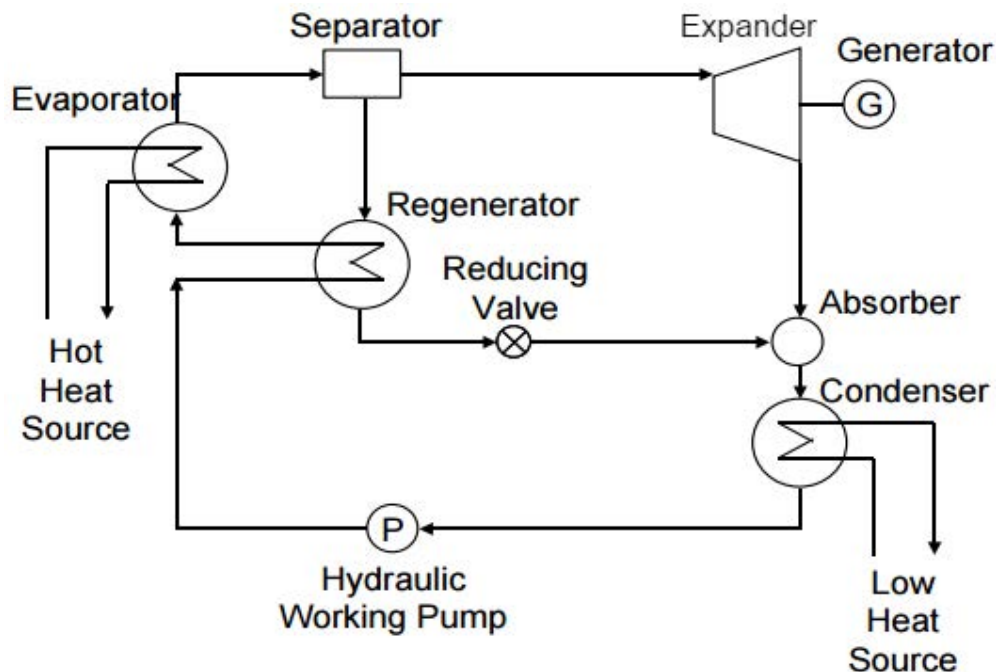 Separator
Expander
Generator
Evaporator
G
Regenerator
Reducing
Valve
Absorber
Hot
Heat
Source
Condenser
P
Hydraulic
Working Pump
Low
Heat
Source